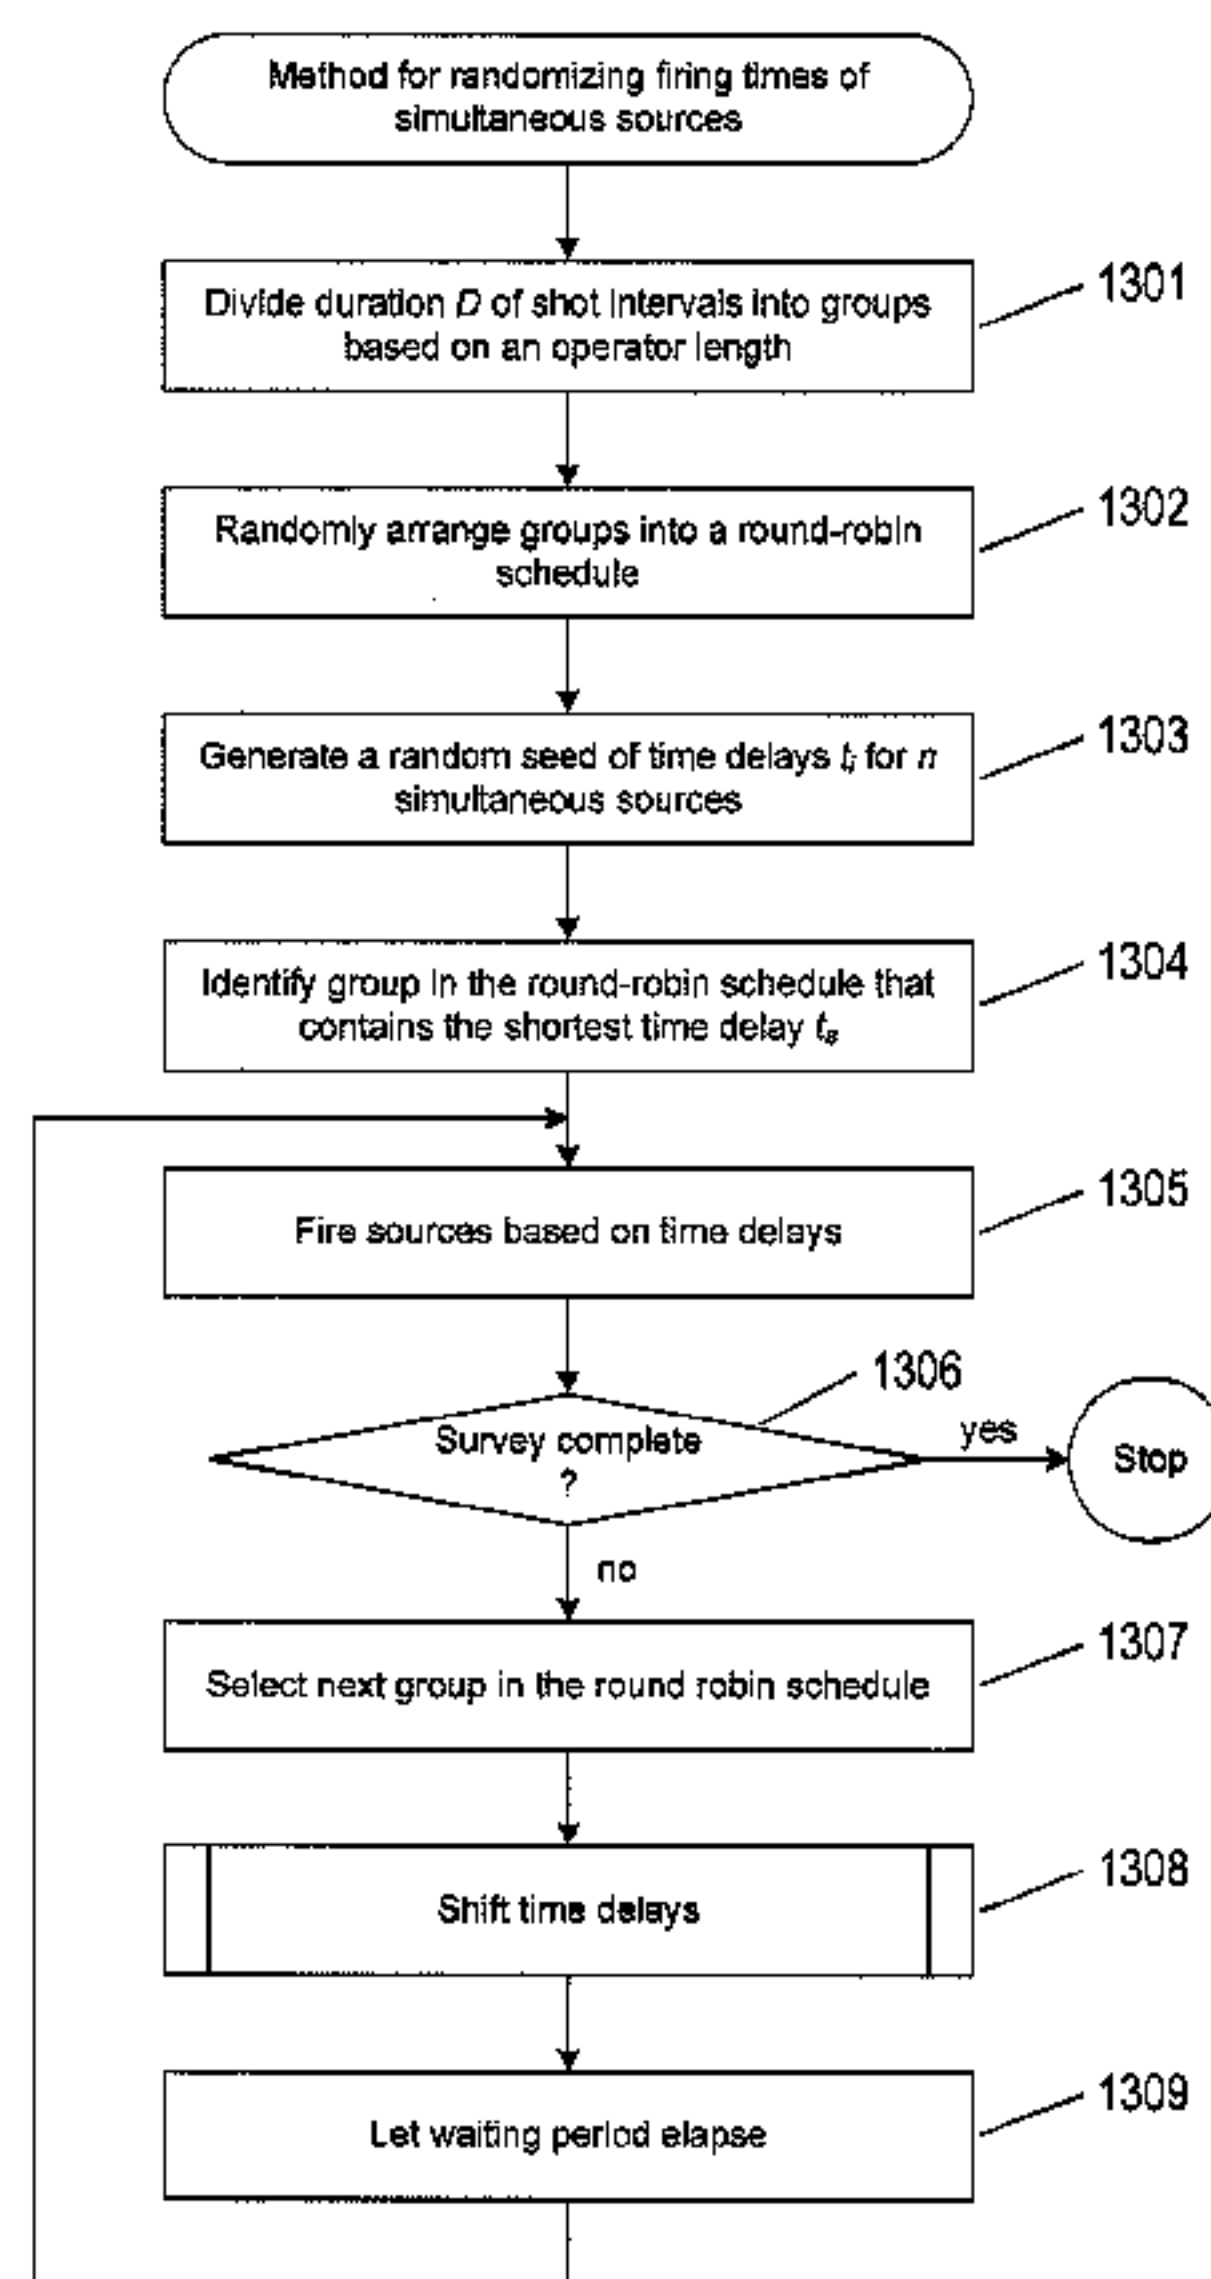 Method for randomizing firing times of
simultaneous sources
1301
Divide duration D of shot intervals into groups
based on an operator length
1302
Randomly arrange groups into a round-robin
schedule
1303
Generate a random seed of time delays tᵢ for n
simultaneous sources
1304
Identify group in the round-robin schedule that
contains the shortest time delay tₛ
1305
Fire sources based on time delays
1306
Survey complete
?
yes
Stop
no
1307
Select next group in the round robin schedule
1308
Shift time delays
1309
Let waiting period elapse